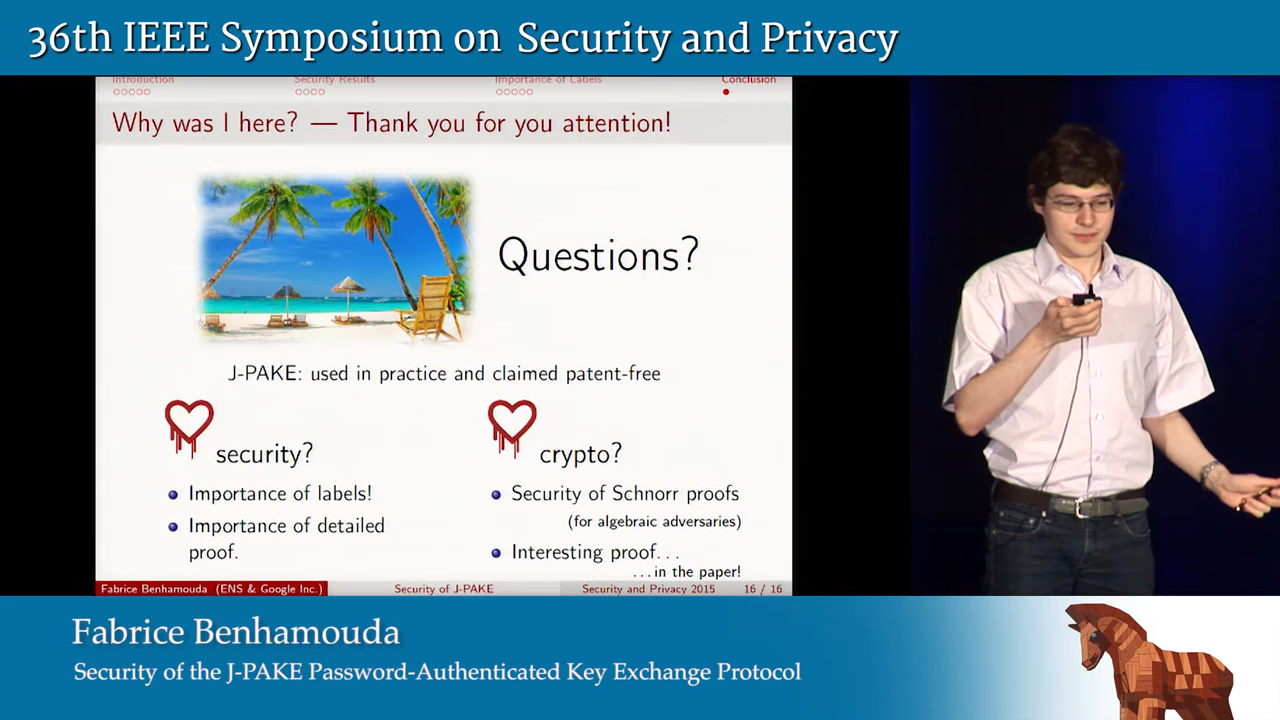 36th IEEE Symposium on Security and Privacy
Introduction Security Results Importance of Labels Conclusion
Why was I here? — Thank you for you attention!
Questions?
J-PAKE: used in practice and claimed patent-free
security?
crypto?
Importance of labels!
Importance of detailed
proof.
Security of Schnorr proofs
(for algebraic adversaries)
Interesting proof...
...in the paper!
Fabrice Benhamouda (ENS & Google Inc.) Security of J-PAKE Security and Privacy 2015 16 / 16
Fabrice Benhamouda
Security of the J-PAKE Password-Authenticated Key Exchange Protocol